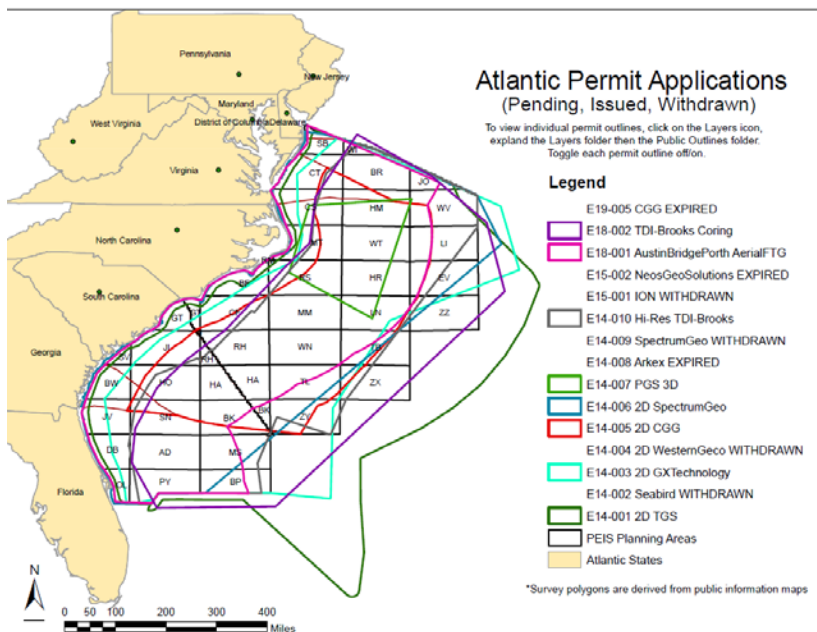 Atlantic Permit Applications
(Pending, Issued, Withdrawn)
To view individual permit outlines, click on the Layers icon,
expland the Layers folder then the Public Outlines folder.
Toggle each permit outline off/on.
Legend
E19-005 CGG EXPIRED
E18-002 TDI-Brooks Coring
E18-001 AustinBridgePorth AerialFTG
E15-002 NeosGeoSolutions EXPIRED
E15-001 ION WITHDRAWN
E14-010 Hi-Res TDI-Brooks
E14-009 SpectrumGeo WITHDRAWN
E14-008 Arkex EXPIRED
E14-007 PGS 3D
E14-006 2D SpectrumGeo
E14-005 2D CGG
E14-004 2D WesternGeco WITHDRAWN
E14-003 2D GXTechnology
E14-002 Seabird WITHDRAWN
E14-001 2D TGS
PEIS Planning Areas
Atlantic States
*Survey polygons are derived from public information maps
Pennsylvania
New Jersey
Maryland
West Virginia
District of Columbia
Delaware
Virginia
North Carolina
South Carolina
Georgia
Florida
SB
CT
BR
JO
HM
WV
WT
LI
HR
EV
MM
ZZ
GT
RH
WN
JL
BW
HO
HA
HA
TL
ZX
JV
SN
BK
BK
ZV
DB
AD
MS
PY
BP
N
0 25 50 100 200 300 400
Miles